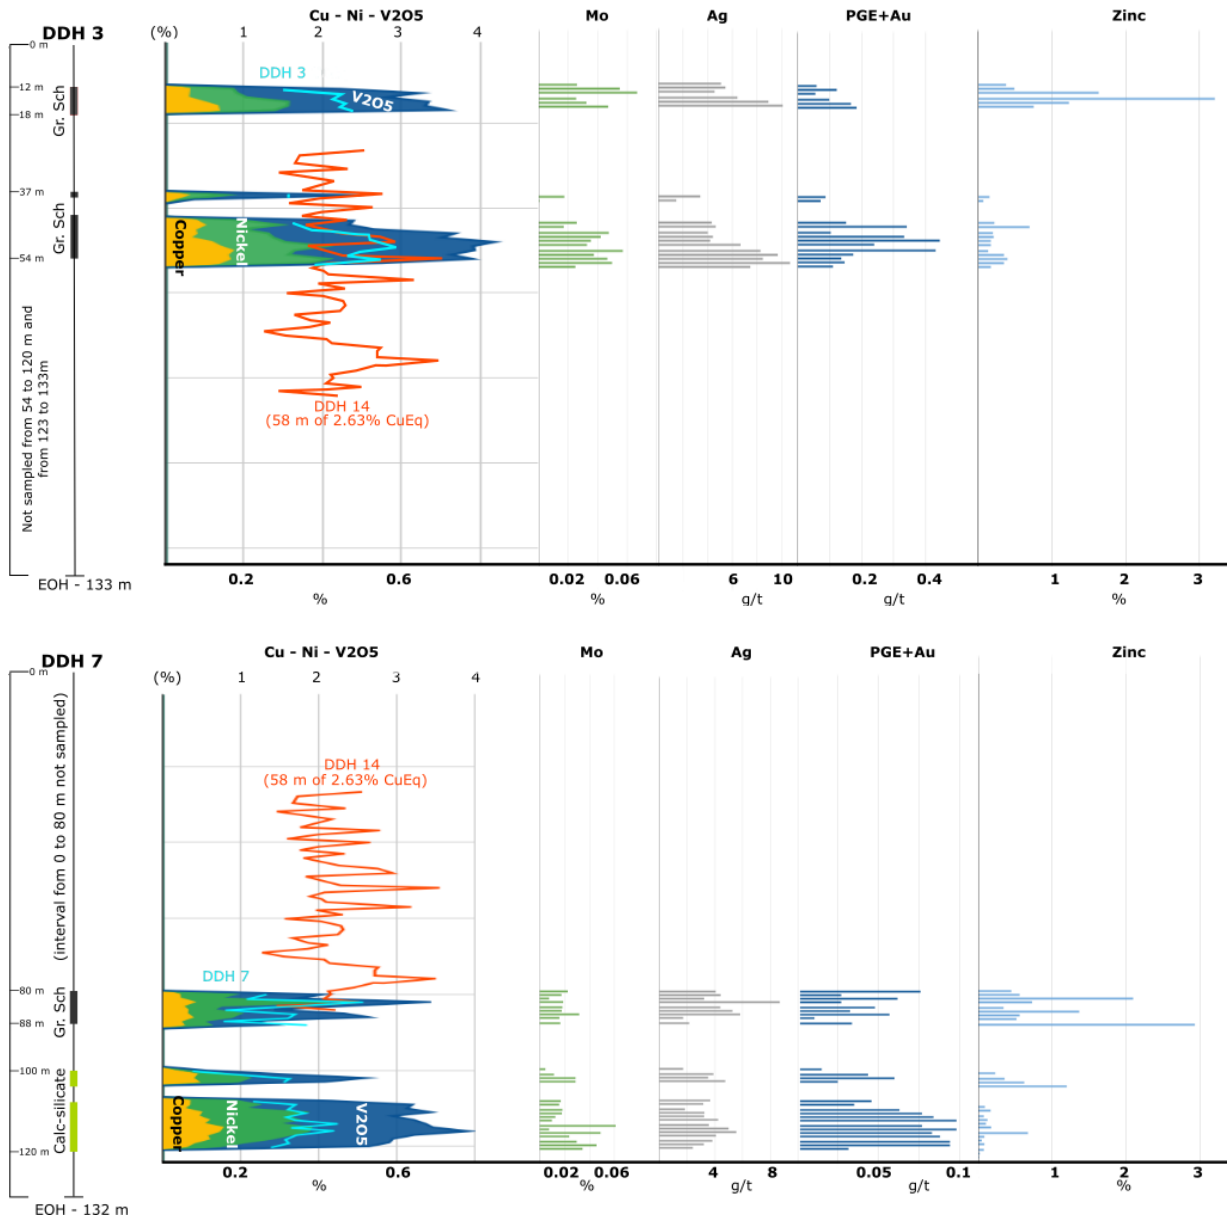 Cu - Ni - V2O5 Mo Ag PGE+Au Zinc
DDH 3 (%) 1 2 3 4
0 m
DDH 3
12 m
V2O5
Gr. Sch
18 m
37 m
Gr. Sch
Copper
Nickel
54 m
Not sampled from 54 to 120 m and
from 123 to 133m
DDH 14
(58 m of 2.63% CuEq)
EOH - 133 m
0.2 0.6 0.02 0.06 6 10 0.2 0.4 1 2 3
% % g/t g/t %
Cu - Ni - V2O5 Mo Ag PGE+Au Zinc
DDH 7
0 m
(%) 1 2 3 4
(interval fom 0 to 80 m not sampled)
DDH 14
(58 m of 2.63% CuEq)
DDH 7
80 m
Gr. Sch
88 m
100 m
Calc-silicate
Copper
Nickel
V2O5
120 m
0.2 0.6 0.02 0.06 4 8 0.05 0.1 1 2 3
% % g/t g/t %
EOH - 132 m